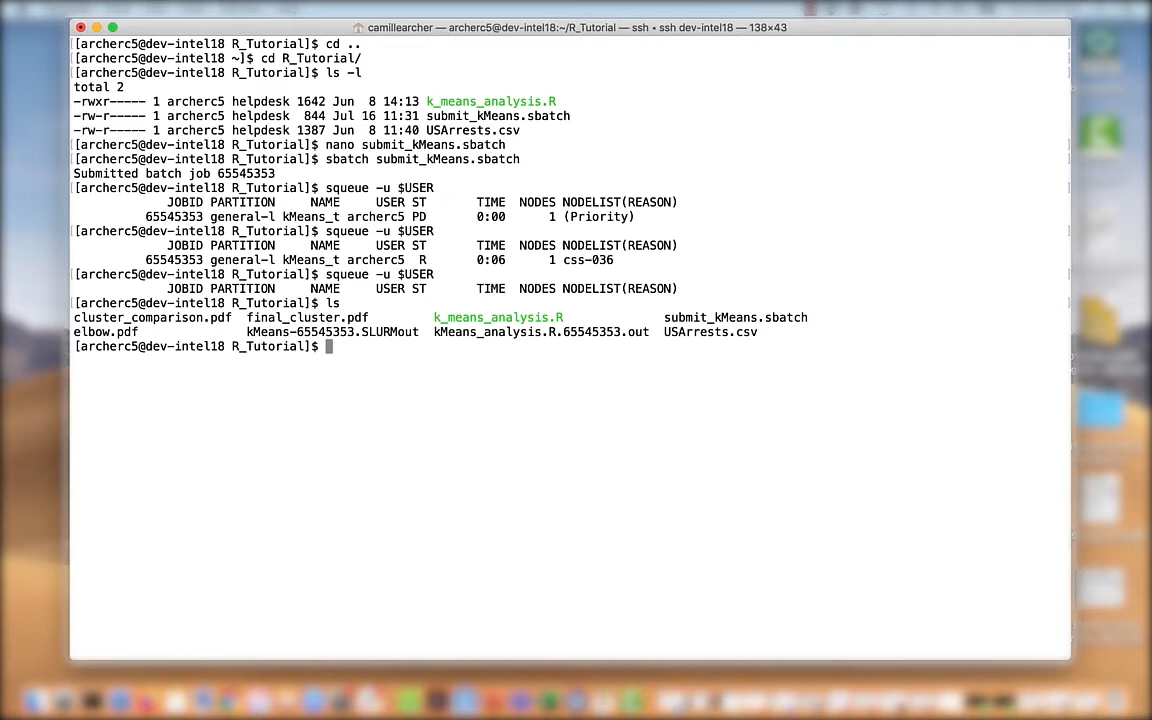 camillearcher — archerc5@dev-intel18:~/R_Tutorial — ssh • ssh dev-intel18 — 138×43
[archerc5@dev-intel18 R_Tutorial]$ cd ..
[archerc5@dev-intel18 ~]$ cd R_Tutorial/
[archerc5@dev-intel18 R_Tutorial]$ ls -l
total 2
-rwxr----- 1 archerc5 helpdesk 1642 Jun  8 14:13 k_means_analysis.R
-rw-r----- 1 archerc5 helpdesk  844 Jul 16 11:31 submit_kMeans.sbatch
-rw-r----- 1 archerc5 helpdesk 1387 Jun  8 11:40 USArrests.csv
[archerc5@dev-intel18 R_Tutorial]$ nano submit_kMeans.sbatch
[archerc5@dev-intel18 R_Tutorial]$ sbatch submit_kMeans.sbatch
Submitted batch job 65545353
[archerc5@dev-intel18 R_Tutorial]$ squeue -u $USER
JOBID PARTITION     NAME     USER ST       TIME  NODES NODELIST(REASON)
65545353 general-l kMeans_t archerc5 PD       0:00      1 (Priority)
[archerc5@dev-intel18 R_Tutorial]$ squeue -u $USER
JOBID PARTITION     NAME     USER ST       TIME  NODES NODELIST(REASON)
65545353 general-l kMeans_t archerc5  R       0:06      1 css-036
[archerc5@dev-intel18 R_Tutorial]$ squeue -u $USER
JOBID PARTITION     NAME     USER ST       TIME  NODES NODELIST(REASON)
[archerc5@dev-intel18 R_Tutorial]$ ls
cluster_comparison.pdf  final_cluster.pdf         k_means_analysis.R              submit_kMeans.sbatch
elbow.pdf               kMeans-65545353.SLURMout  kMeans_analysis.R.65545353.out  USArrests.csv
[archerc5@dev-intel18 R_Tutorial]$